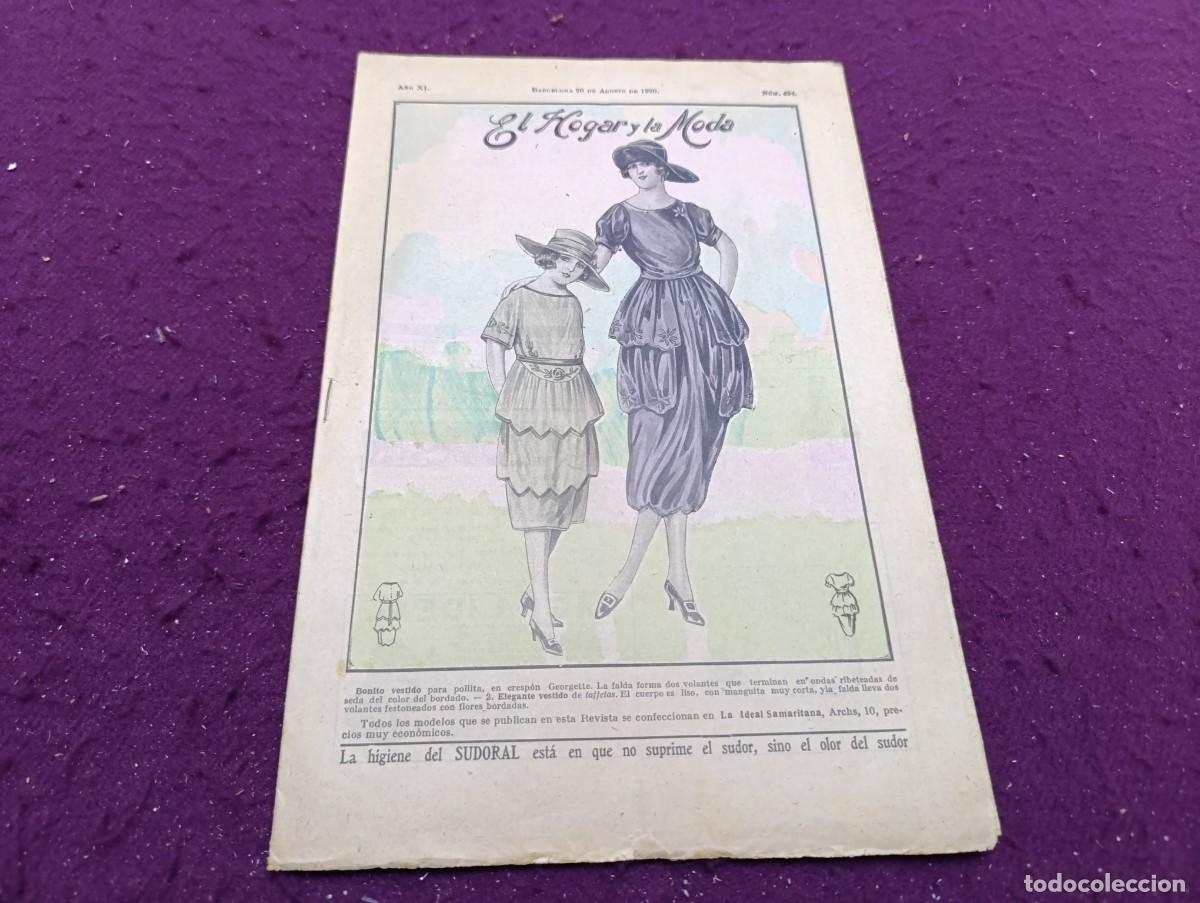 Año XI.
Barcelona 20 de Agosto de 1920.
Núm. 494.
El Hogar y la Moda
Bonito vestido para pollita, en crespón Georgette. La falda forma dos volantes que terminan en ondas ribeteadas de
seda del color del bordado. — 2. Elegante vestido de taffetas. El cuerpo es liso, con manguita muy corta, y la falda lleva dos
volantes festoneados con flores bordadas.
Todos los modelos que se publican en esta Revista se confeccionan en La Ideal Samaritana, Archs, 10, pre-
cios muy económicos.
La higiene del SUDORAL está en que no suprime el sudor, sino el olor del sudor
todocoleccion